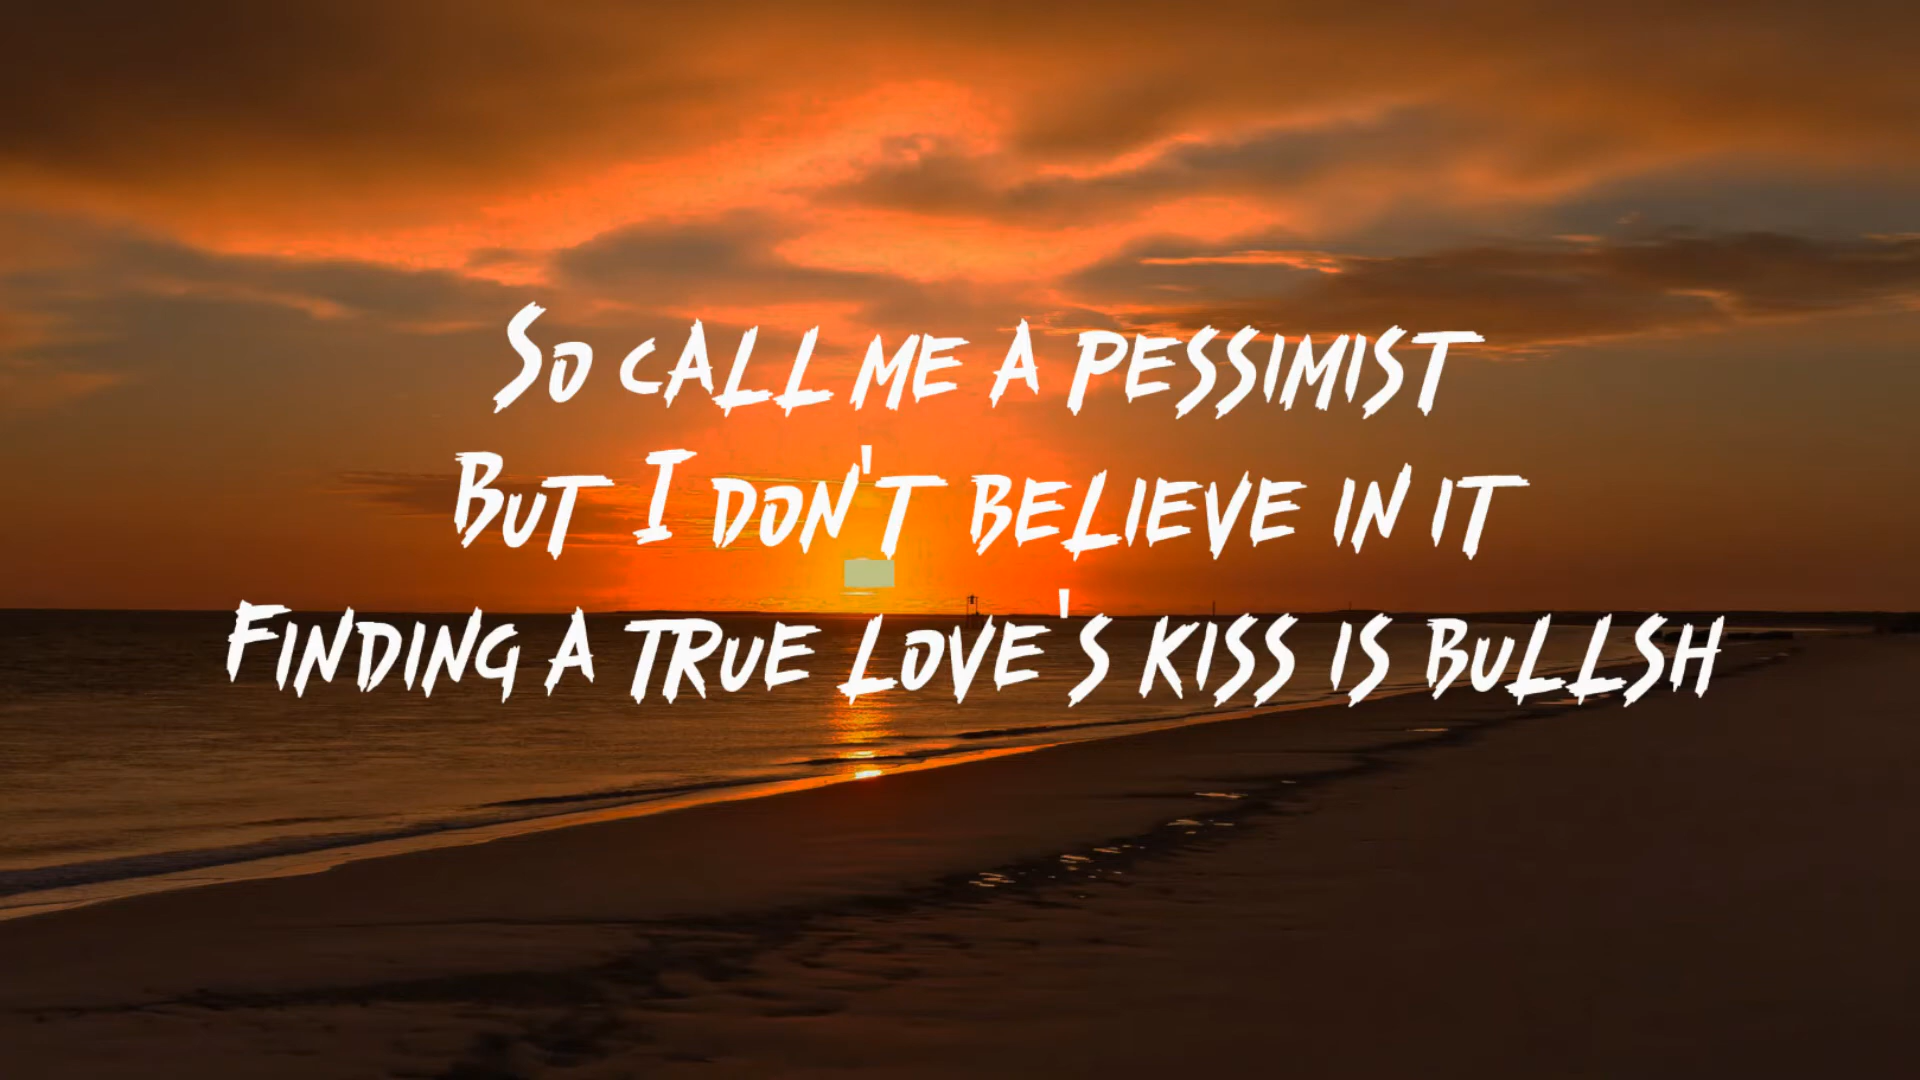 So call me a pessimist
But I don't believe in it
Finding a true love's kiss is bullsh